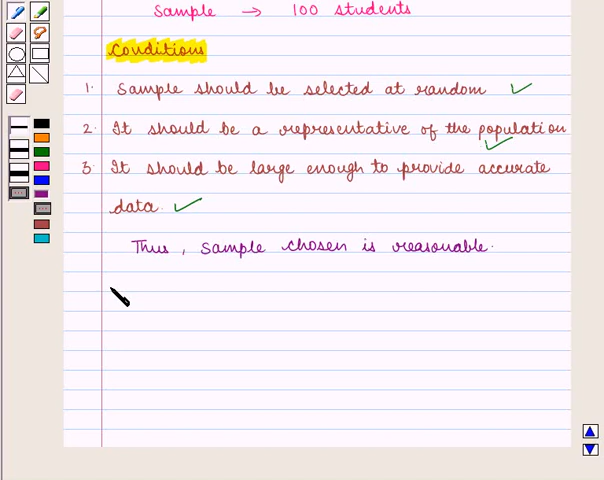 Sample → 100 students
Conditions
1. Sample should be selected at random ✓
2. It should be a representative of the population ✓
3. It should be large enough to provide accurate
data. ✓
Thus, Sample chosen is reasonable.